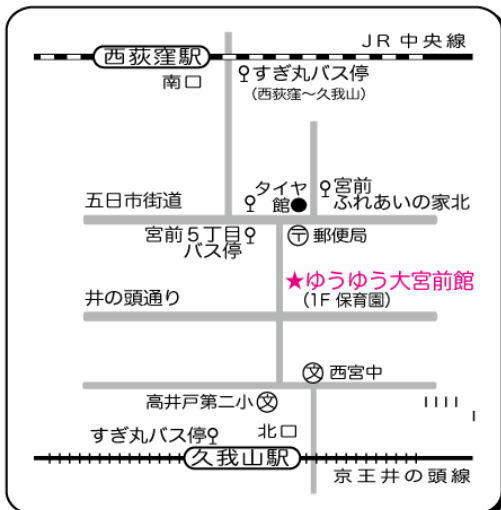 JR 中央線
西荻窪駅
南口
すぎ丸バス停
(西荻窪〜久我山)
タイヤ
館
宮前
ふれあいの家北
五日市街道
宮前5丁目
バス停
〒郵便局
★ゆうゆう大宮前館
(1F 保育園)
井の頭通り
文 西宮中
高井戸第二小 文
すぎ丸バス停
北口
久我山駅
京王井の頭線